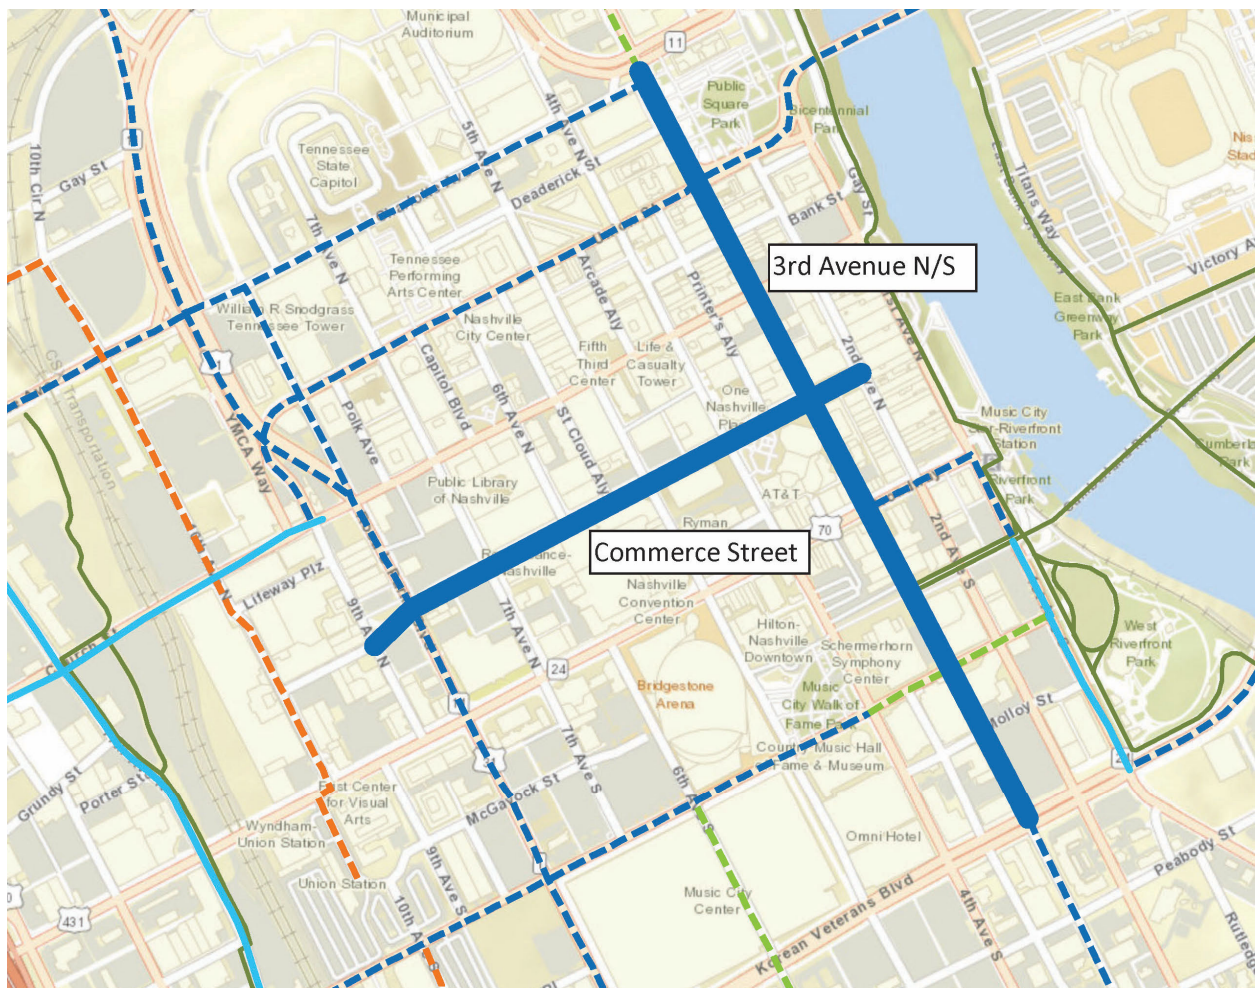 Municipal
Auditorium
11
Public
Square
Park
Bicentennial
Tennessee
State
Capitol
10th Cir N
Gay St
5th Ave N
4th Ave N
Deaderick St
7th Ave N
Bank St
Gay St
Titans Way
Victory
3rd Avenue N/S
Tennessee
Performing
Arts Center
William R Snodgrass
Tennessee Tower
Nashville
City Center
Arcade Aly
Printer's Aly
Fifth
Third
Center
Life &
Casualty
Tower
East Bank
Greenway
Park
2nd Ave N
Capitol Blvd
6th Ave N
St Cloud Aly
One
Nashville
Polk Ave
YMCA Way
Transportation
Music City
Star-Riverfront
Station
Riverfront
Park
Park
Public Library
of Nashville
AT&T
70
Ryman
Commerce Street
2nd Ave S
Lifeway Plz
Nashville
Nashville
Convention
Center
9th Ave N
7th Ave N
24
Hilton-
Nashville
Downtown
Schermerhorn
Symphony
Center
West
Riverfront
Park
Bridgestone
Arena
Music
City Walk of
Fame Park
Molloy St
Country Music Hall
of Fame & Museum
7th Ave S
McGavock St
Grundy St
Porter St
Frist Center
for Visual
Arts
Wyndham-
Union Station
Omni Hotel
Peabody St
Union Station
9th Ave S
Music City
Center
Korean Veterans Blvd
4th Ave S
431